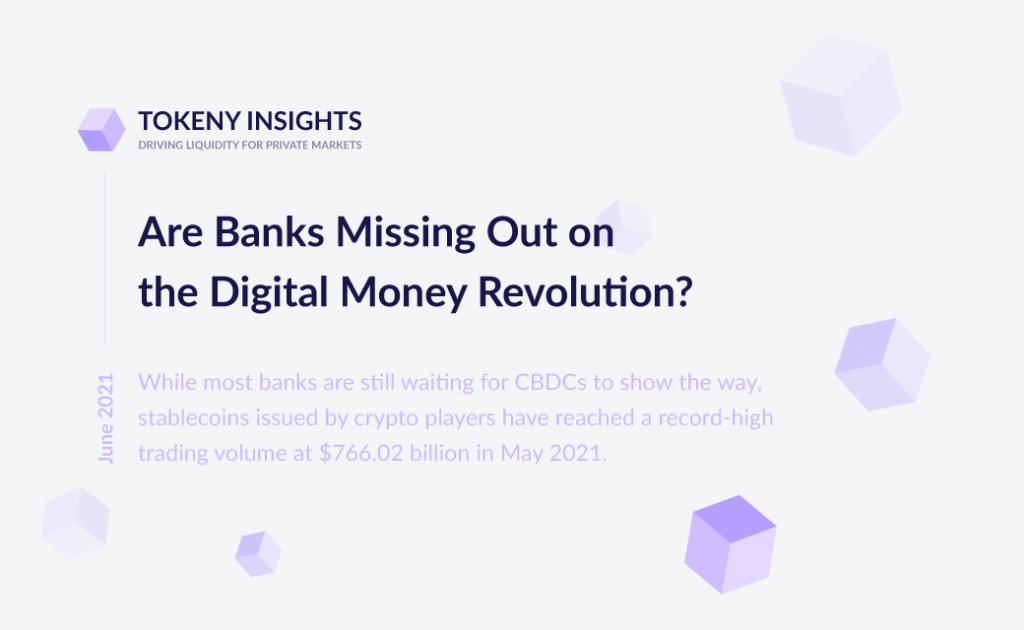 TOKENY INSIGHTS
DRIVING LIQUIDITY FOR PRIVATE MARKETS
Are Banks Missing Out on
the Digital Money Revolution?
June 2021
While most banks are still waiting for CBDCs to show the way,
stablecoins issued by crypto players have reached a record-high
trading volume at $766.02 billion in May 2021.